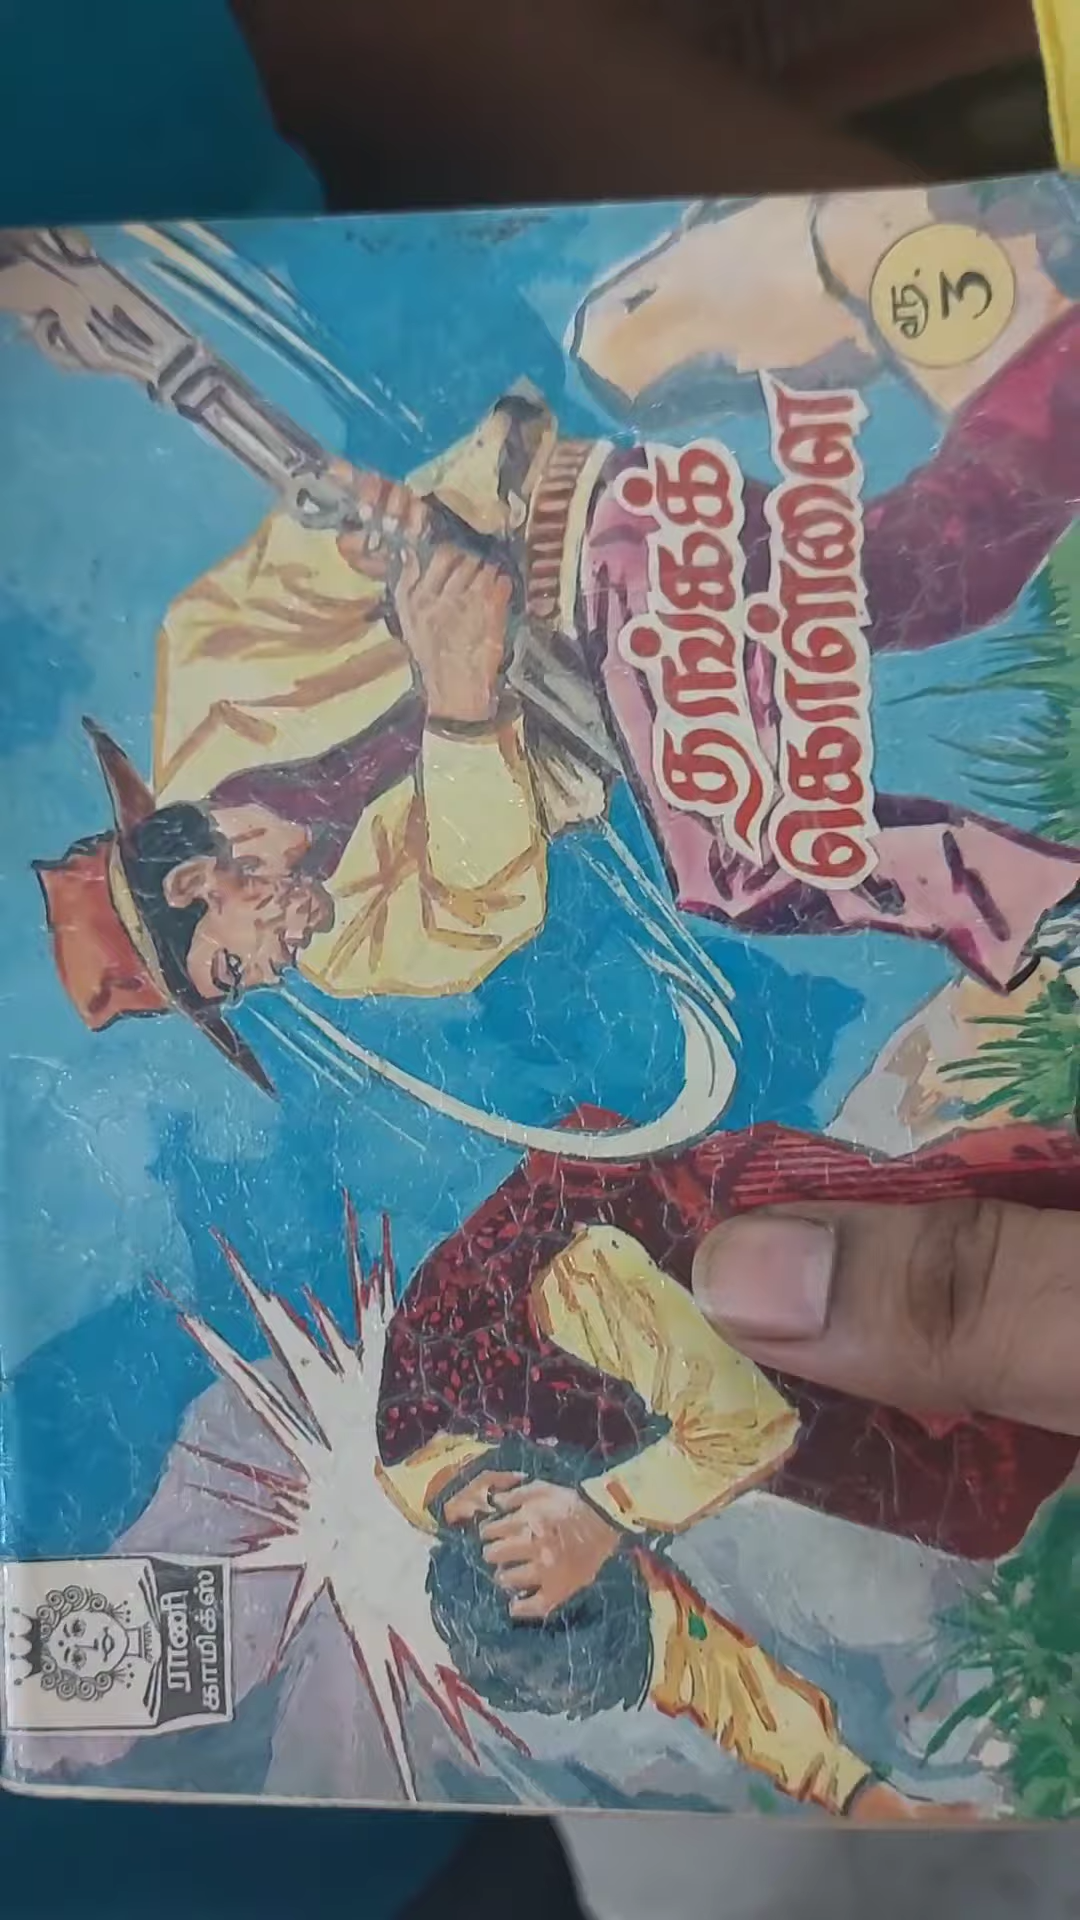 ரூ.
3
தங்கக்
கொள்ளை
ராணி
காமிக்ஸ்